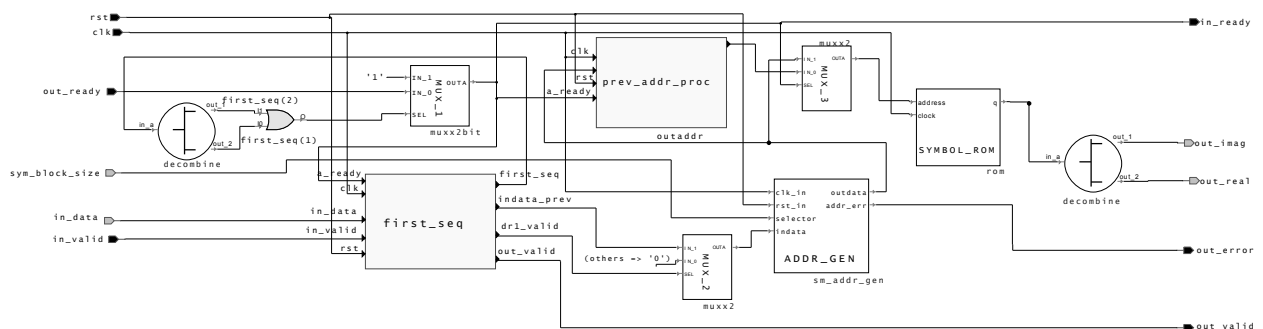 rst
clk
in_ready
muxx2
'1'
IN_1
IN_0
SEL
OUTA
MUX_1
muxx2bit
clk
rst
a_ready
prev_addr_proc
outaddr
IN_1
IN_0
SEL
OUTA
MUX_3
out_ready
in_a
out_1
out_2
decombine
first_seq(2)
I1
I0
O
first_seq(1)
address
clock
q
SYMBOL_ROM
rom
in_a
out_1
out_2
decombine
out_imag
out_real
sym_block_size
a_ready
clk
in_data
in_valid
rst
first_seq
first_seq
indata_prev
dr1_valid
out_valid
in_data
in_valid
clk_in
rst_in
selector
indata
outdata
addr_err
ADDR_GEN
sm_addr_gen
(others => '0')
IN_1
IN_0
SEL
OUTA
MUX_2
muxx2
out_error
out_valid